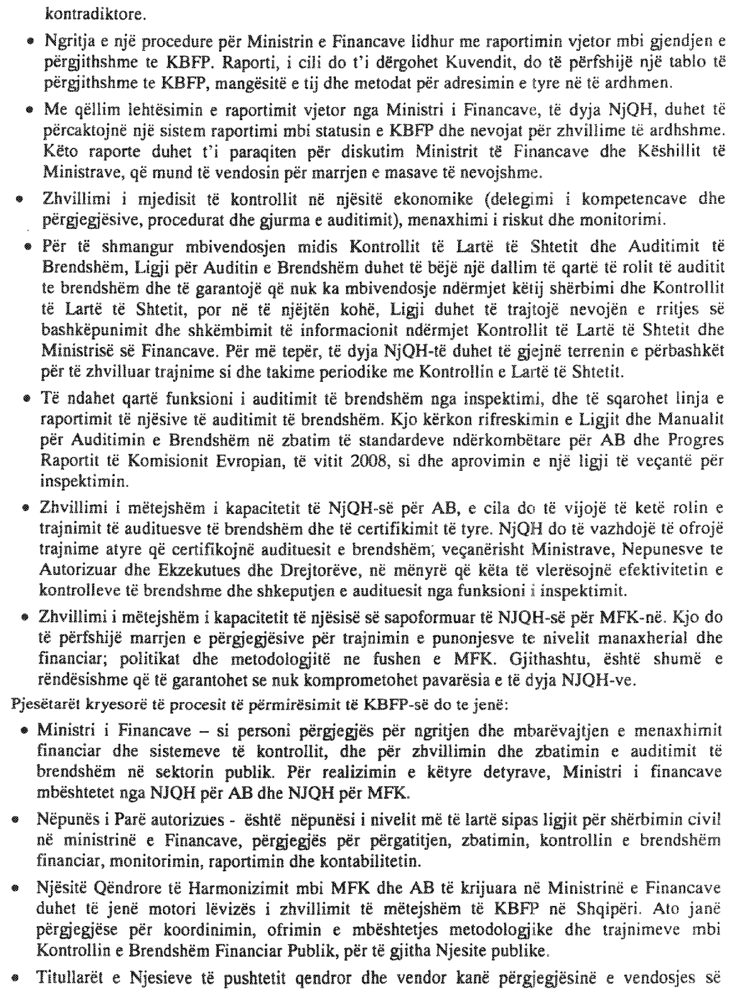 kontradiktore.
• Ngritja e një procedure për Ministrin e Financave lidhur me raportimin vjetor mbi gjendjen e
përgjithshme te KBFP. Raporti, i cili do t'i dërgohet Kuvendit, do të përfshijë një tablo të
përgjithshme te KBFP, mangësitë e tij dhe metodat për adresimin e tyre në të ardhmen.
• Me qëllim lehtësimin e raportimit vjetor nga Ministri i Financave, të dyja NjQH, duhet të
përcaktojnë një sistem raportimi mbi statusin e KBFP dhe nevojat për zhvillime të ardhshme.
Këto raporte duhet t'i paraqiten për diskutim Ministrit të Financave dhe Këshillit të
Ministrave, që mund të vendosin për marrjen e masave të nevojshme.
• Zhvillimi i mjedisit të kontrollit në njësitë ekonomike (delegimi i kompetencave dhe
përgjegjësive, procedurat dhe gjurma e auditimit), menaxhimi i riskut dhe monitorimi.
• Për të shmangur mbivendosjen midis Kontrollit të Lartë të Shtetit dhe Auditimit të
Brendshëm, Ligji për Auditin e Brendshëm duhet të bëjë një dallim të qartë të rolit të auditit
te brendshëm dhe të garantojë që nuk ka mbivendosje ndërmjet këtij shërbimi dhe Kontrollit
të Lartë të Shtetit, por në të njëjtën kohë, Ligji duhet të trajtojë nevojën e rritjes së
bashkëpunimit dhe shkëmbimit të informacionit ndërmjet Kontrollit të Lartë të Shtetit dhe
Ministrisë së Financave. Për më tepër, të dyja NjQH-të duhet të gjejnë terrenin e përbashkët
për të zhvilluar trajnime si dhe takime periodike me Kontrollin e Lartë të Shtetit.
• Të ndahet qartë funksioni i auditimit të brendshëm nga inspektimi, dhe të sqarohet linja e
raportimit të njësive të auditimit të brendshëm. Kjo kërkon rifreskimin e Ligjit dhe Manualit
për Auditimin e Brendshëm në zbatim të standardeve ndërkombëtare për AB dhe Progres
Raportit të Komisionit Evropian, të vitit 2008, si dhe aprovimin e një ligji të veçantë për
inspektimin.
• Zhvillimi i mëtejshëm i kapacitetit të NjQH-së për AB, e cila do të vijojë të ketë rolin e
trajnimit të audituesve të brendshëm dhe të certifikimit të tyre. NjQH do të vazhdojë të ofrojë
trajnime atyre që certifikojnë audituesit e brendshëm, veçanërisht Ministrave, Nepunesve te
Autorizuar dhe Ekzekutues dhe Drejtorëve, në mënyrë që këta të vlerësojnë efektivitetin e
kontrolleve të brendshme dhe shkeputjen e audituesit nga funksioni i inspektimit.
• Zhvillimi i mëtejshëm i kapacitetit të njësisë së sapoformuar të NJQH-së për MFK-në. Kjo do
të përfshijë marrjen e përgjegjësive për trajnimin e punonjesve te nivelit manaxherial dhe
financiar; politikat dhe metodologjitë ne fushen e MFK. Gjithashtu, është shumë e
rëndësishme që të garantohet se nuk komprometohet pavarësia e të dyja NJQH-ve.
Pjesëtarët kryesorë të procesit të përmirësimit të KBFP-së do te jenë:
• Ministri i Financave – si personi përgjegjës për ngritjen dhe mbarëvajtjen e menaxhimit
financiar dhe sistemeve të kontrollit, dhe për zhvillimin dhe zbatimin e auditimit të
brendshëm në sektorin publik. Për realizimin e këtyre detyrave, Ministri i financave
mbështetet nga NJQH për AB dhe NJQH për MFK.
• Nëpunës i Parë autorizues - është nëpunësi i nivelit më të lartë sipas ligjit për shërbimin civil
në ministrinë e Financave, përgjegjës për përgatitjen, zbatimin, kontrollin e brendshëm
financiar, monitorimin, raportimin dhe kontabilitetin.
• Njësitë Qëndrore të Harmonizimit mbi MFK dhe AB të krijuara në Ministrinë e Financave
duhet të jenë motori lëvizës i zhvillimit të mëtejshëm të KBFP në Shqipëri. Ato janë
përgjegjëse për koordinimin, ofrimin e mbështetjes metodologjike dhe trajnimeve mbi
Kontrollin e Brendshëm Financiar Publik, për të gjitha Njesite publike.
• Titullarët e Njesieve të pushtetit qendror dhe vendor kanë përgjegjësinë e vendosjes së